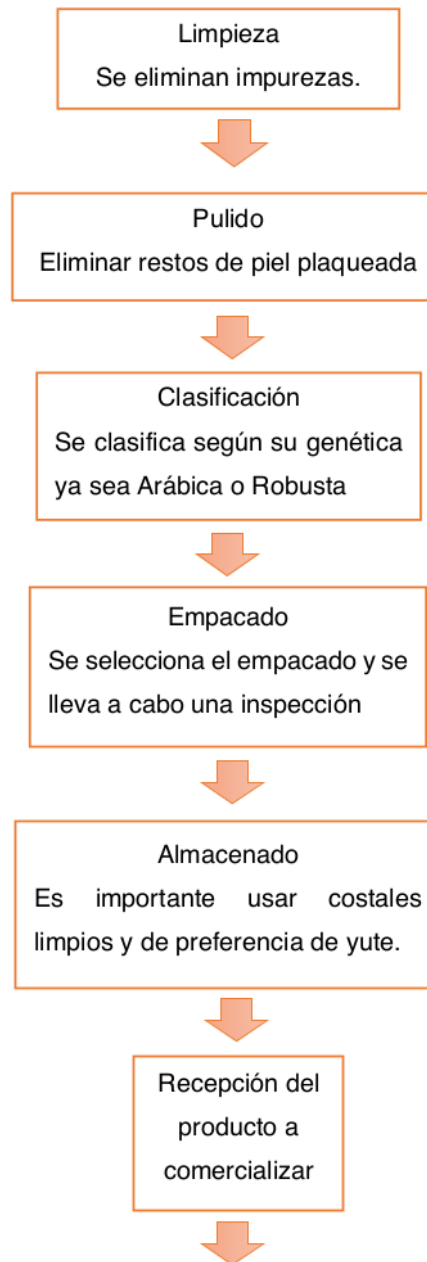 Limpieza
Se eliminan impurezas.
Pulido
Eliminar restos de piel plaqueada
Clasificación
Se clasifica según su genética
ya sea Arábica o Robusta
Empacado
Se selecciona el empacado y se
lleva a cabo una inspección
Almacenado
Es importante usar costales
limpios y de preferencia de yute.
Recepción del
producto a
comercializar